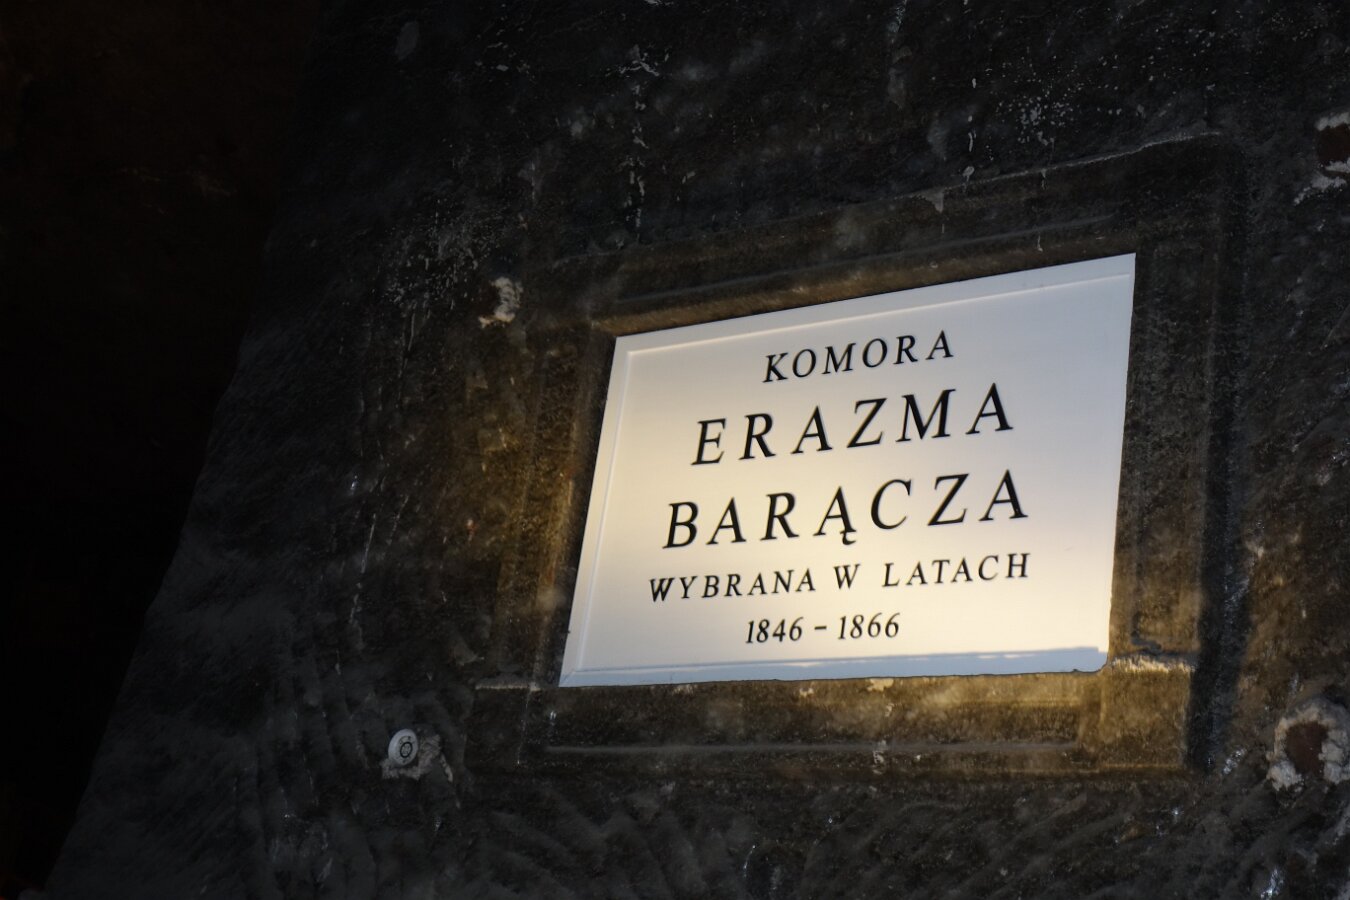 KOMORA
ERAZMA
BARĄCZA
WYBRANA W LATACH
1846 - 1866